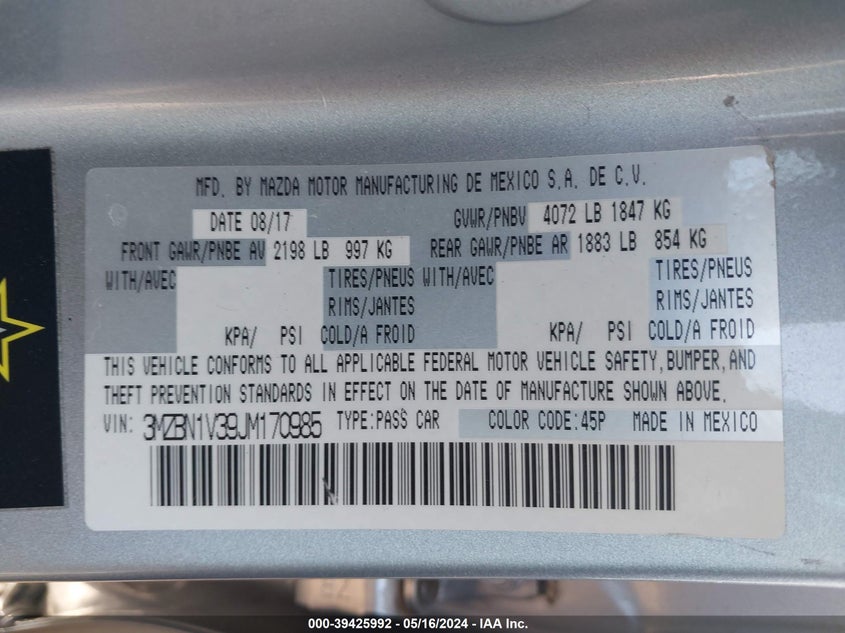 MFD. BY MAZDA MOTOR MANUFACTURING DE MEXICO S.A. DE C.V.
DATE 08/17 GVWR/PNBV 4072 LB 1847 KG
FRONT GAWR/PNBE AV 2198 LB 997 KG REAR GAWR/PNBE AR 1883 LB 854 KG
WITH/AVEC TIRES/PNEUS WITH/AVEC TIRES/PNEUS
RIMS/JANTES RIMS/JANTES
KPA/ PSI COLD/A FROID KPA/ PSI COLD/A FROID
THIS VEHICLE CONFORMS TO ALL APPLICABLE FEDERAL MOTOR VEHICLE SAFETY, BUMPER, AND
THEFT PREVENTION STANDARDS IN EFFECT ON THE DATE OF MANUFACTURE SHOWN ABOVE.
VIN: 3MZBN1V39JM170985 TYPE:PASS CAR COLOR CODE:45P MADE IN MEXICO
000-39425992 - 05/16/2024 - IAA Inc.